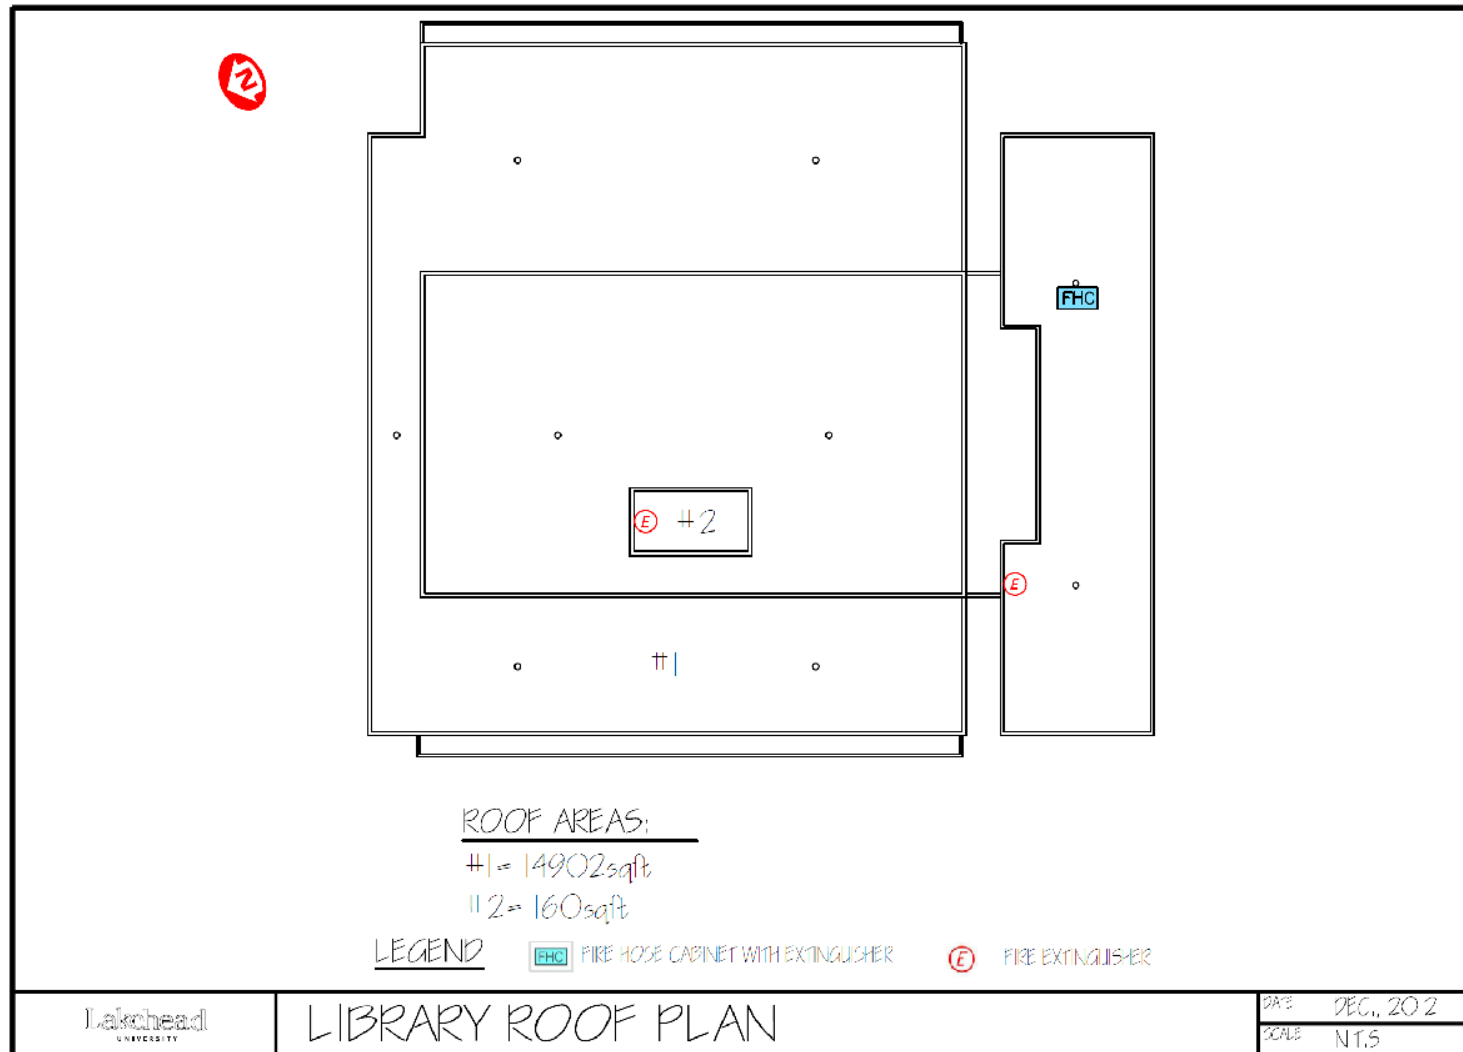 N
FHC
E #2
E
#1
ROOF AREAS:
#1= 14902sqft
#2= 160sqft
LEGEND FHC FIRE HOSE CABINET WITH EXTINGUISHER E FIRE EXTINGUISHER
Lakehead
UNIVERSITY
LIBRARY ROOF PLAN
DATE DEC., 202
SCALE N.T.S